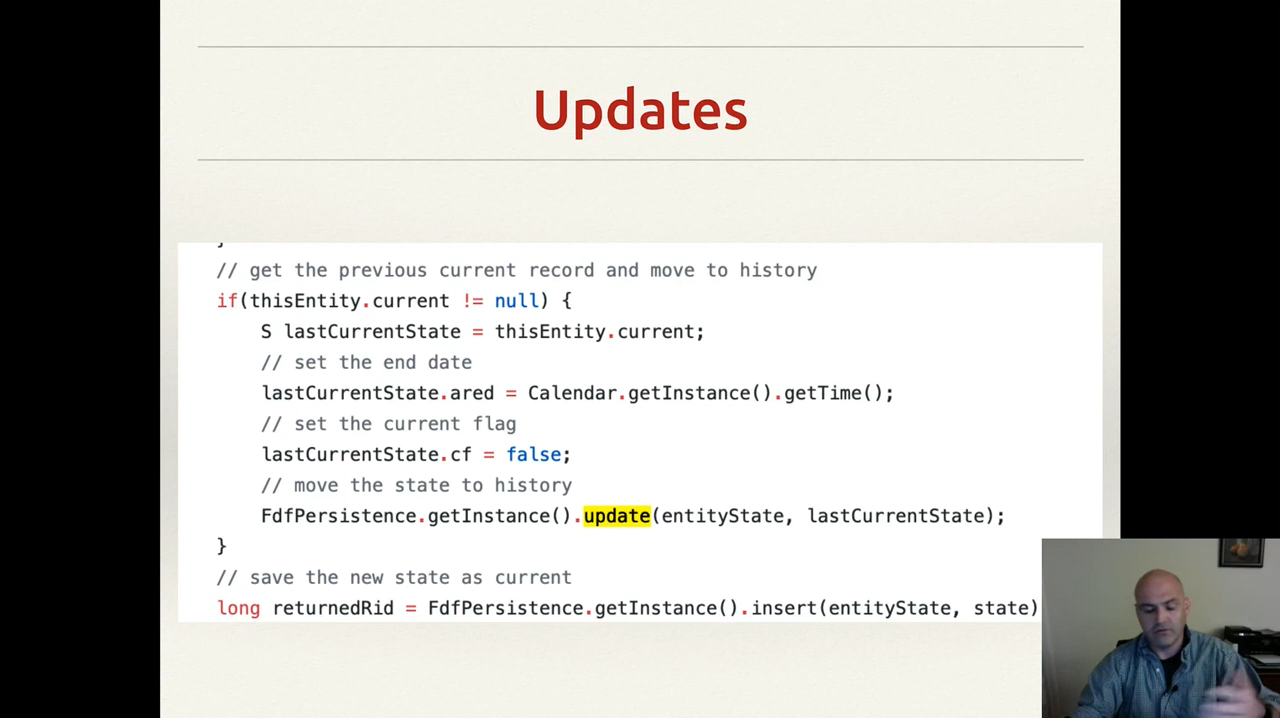 Updates
}
// get the previous current record and move to history
if(thisEntity.current != null) {
S lastCurrentState = thisEntity.current;
// set the end date
lastCurrentState.ared = Calendar.getInstance().getTime();
// set the current flag
lastCurrentState.cf = false;
// move the state to history
FdfPersistence.getInstance().update(entityState, lastCurrentState);
}
// save the new state as current
long returnedRid = FdfPersistence.getInstance().insert(entityState, state)